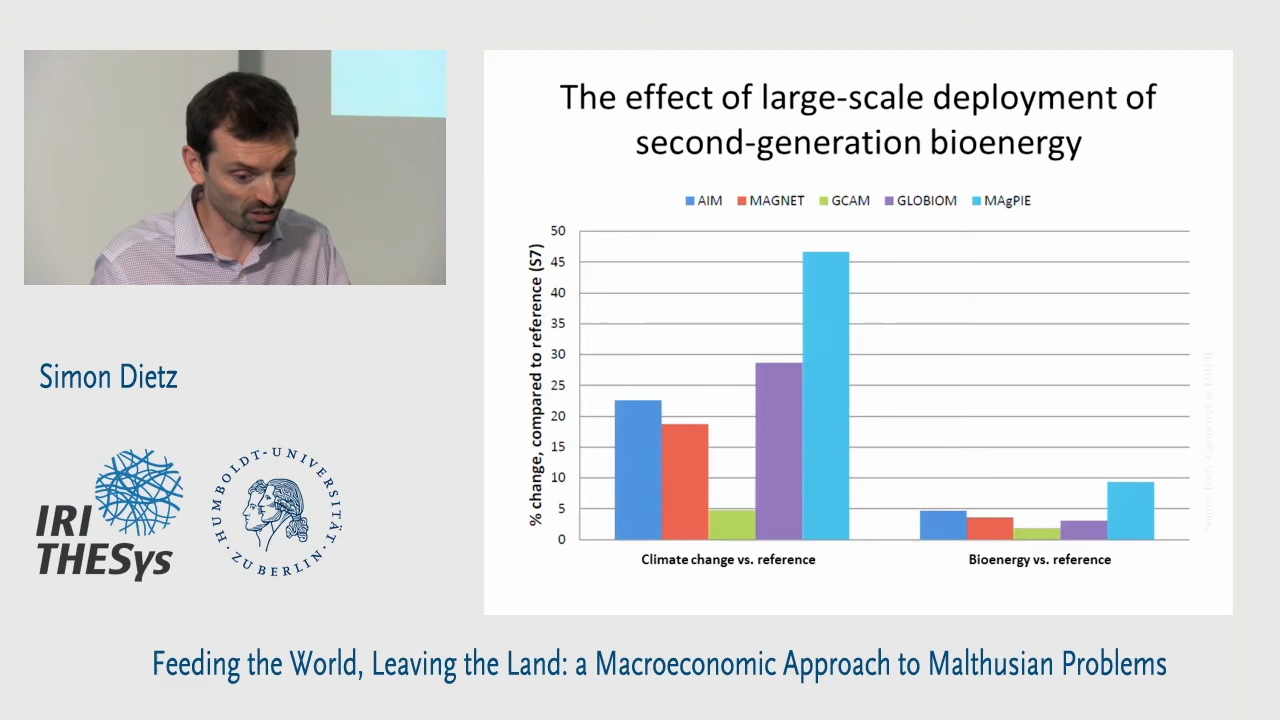 The effect of large-scale deployment of
second-generation bioenergy
AIM MAGNET GCAM GLOBIOM MAgPIE
% change, compared to reference (S7)
50
45
40
35
30
25
20
15
10
5
0
Climate change vs. reference
Bioenergy vs. reference
Simon Dietz
IRI
THESys
HUMBOLDT-UNIVERSITÄT
ZU BERLIN
Feeding the World, Leaving the Land: a Macroeconomic Approach to Malthusian Problems